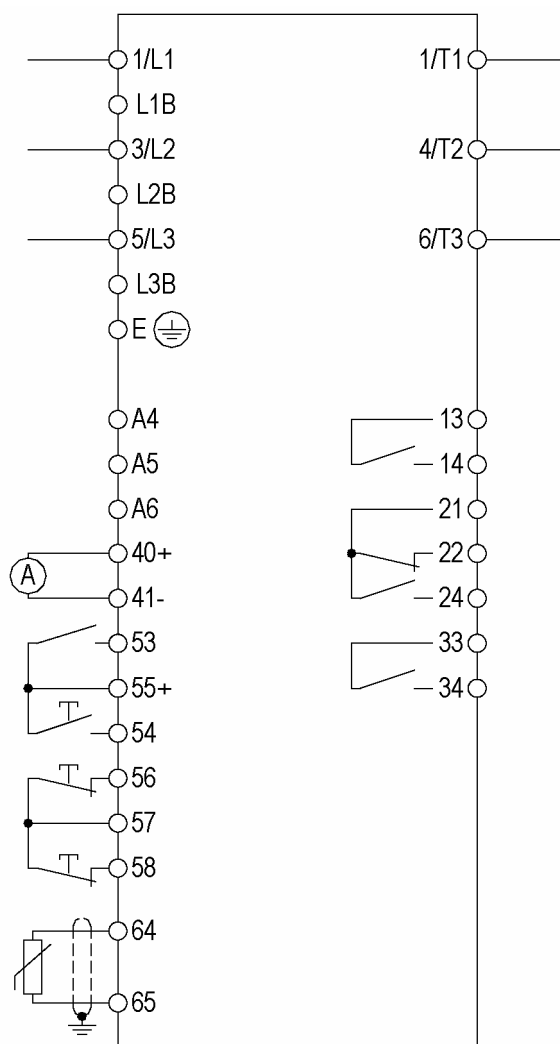 1/L1 1/T1
L1B
3/L2 4/T2
L2B
5/L3 6/T3
L3B
E
A4 13
A5 14
A6 21
A 40+ 22
41- 24
53 33
55+ 34
54
56
57
58
64
65